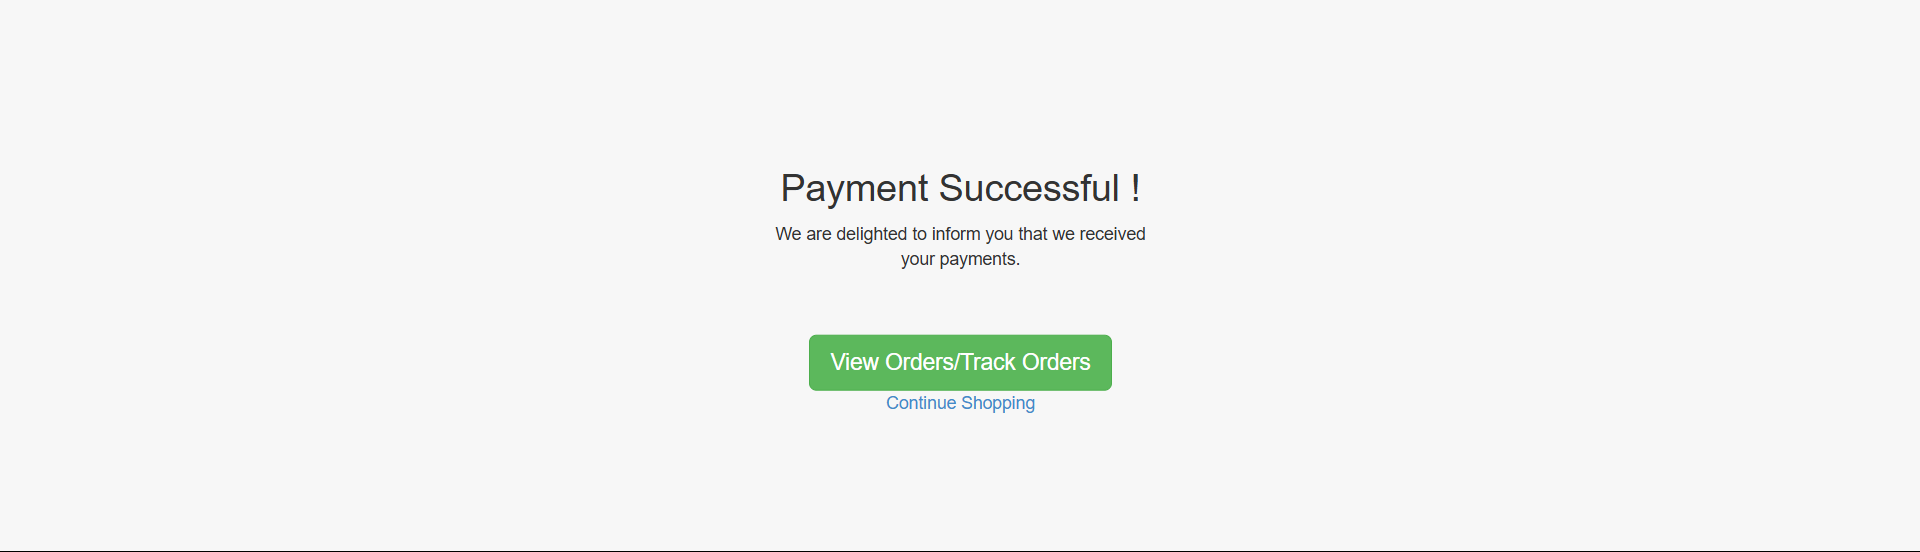 Payment Successful !
We are delighted to inform you that we received
your payments.
View Orders/Track Orders
Continue Shopping